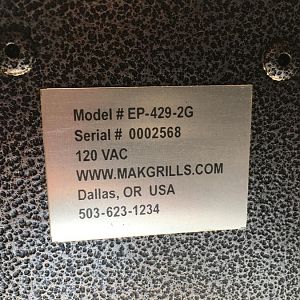 Model # EP-429-2G
Serial # 0002568
120 VAC
WWW.MAKGRILLS.COM
Dallas, OR USA
503-623-1234